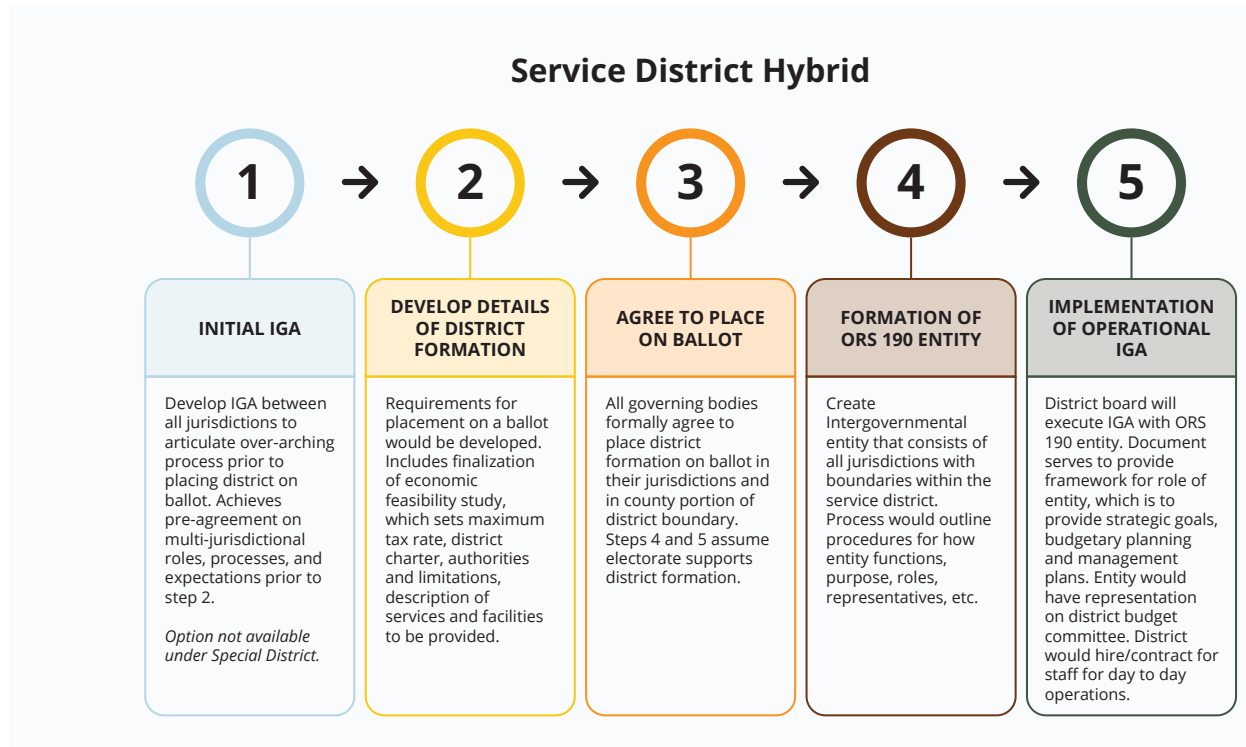 Service District Hybrid
1
2
3
4
5
INITIAL IGA
Develop IGA between
all jurisdictions to
articulate over-arching
process prior to
placing district on
ballot. Achieves
pre-agreement on
multi-jurisdictional
roles, processes, and
expectations prior to
step 2.
Option not available
under Special District.
DEVELOP DETAILS
OF DISTRICT
FORMATION
Requirements for
placement on a ballot
would be developed.
Includes finalization
of economic
feasibility study,
which sets maximum
tax rate, district
charter, authorities
and limitations,
description of
services and facilities
to be provided.
AGREE TO PLACE
ON BALLOT
All governing bodies
formally agree to
place district
formation on ballot in
their jurisdictions and
in county portion of
district boundary.
Steps 4 and 5 assume
electorate supports
district formation.
FORMATION OF
ORS 190 ENTITY
Create
Intergovernmental
entity that consists of
all jurisdictions with
boundaries within the
service district.
Process would outline
procedures for how
entity functions,
purpose, roles,
representatives, etc.
IMPLEMENTATION
OF OPERATIONAL
IGA
District board will
execute IGA with ORS
190 entity. Document
serves to provide
framework for role of
entity, which is to
provide strategic goals,
budgetary planning
and management
plans. Entity would
have representation
on district budget
committee. District
would hire/contract for
staff for day to day
operations.